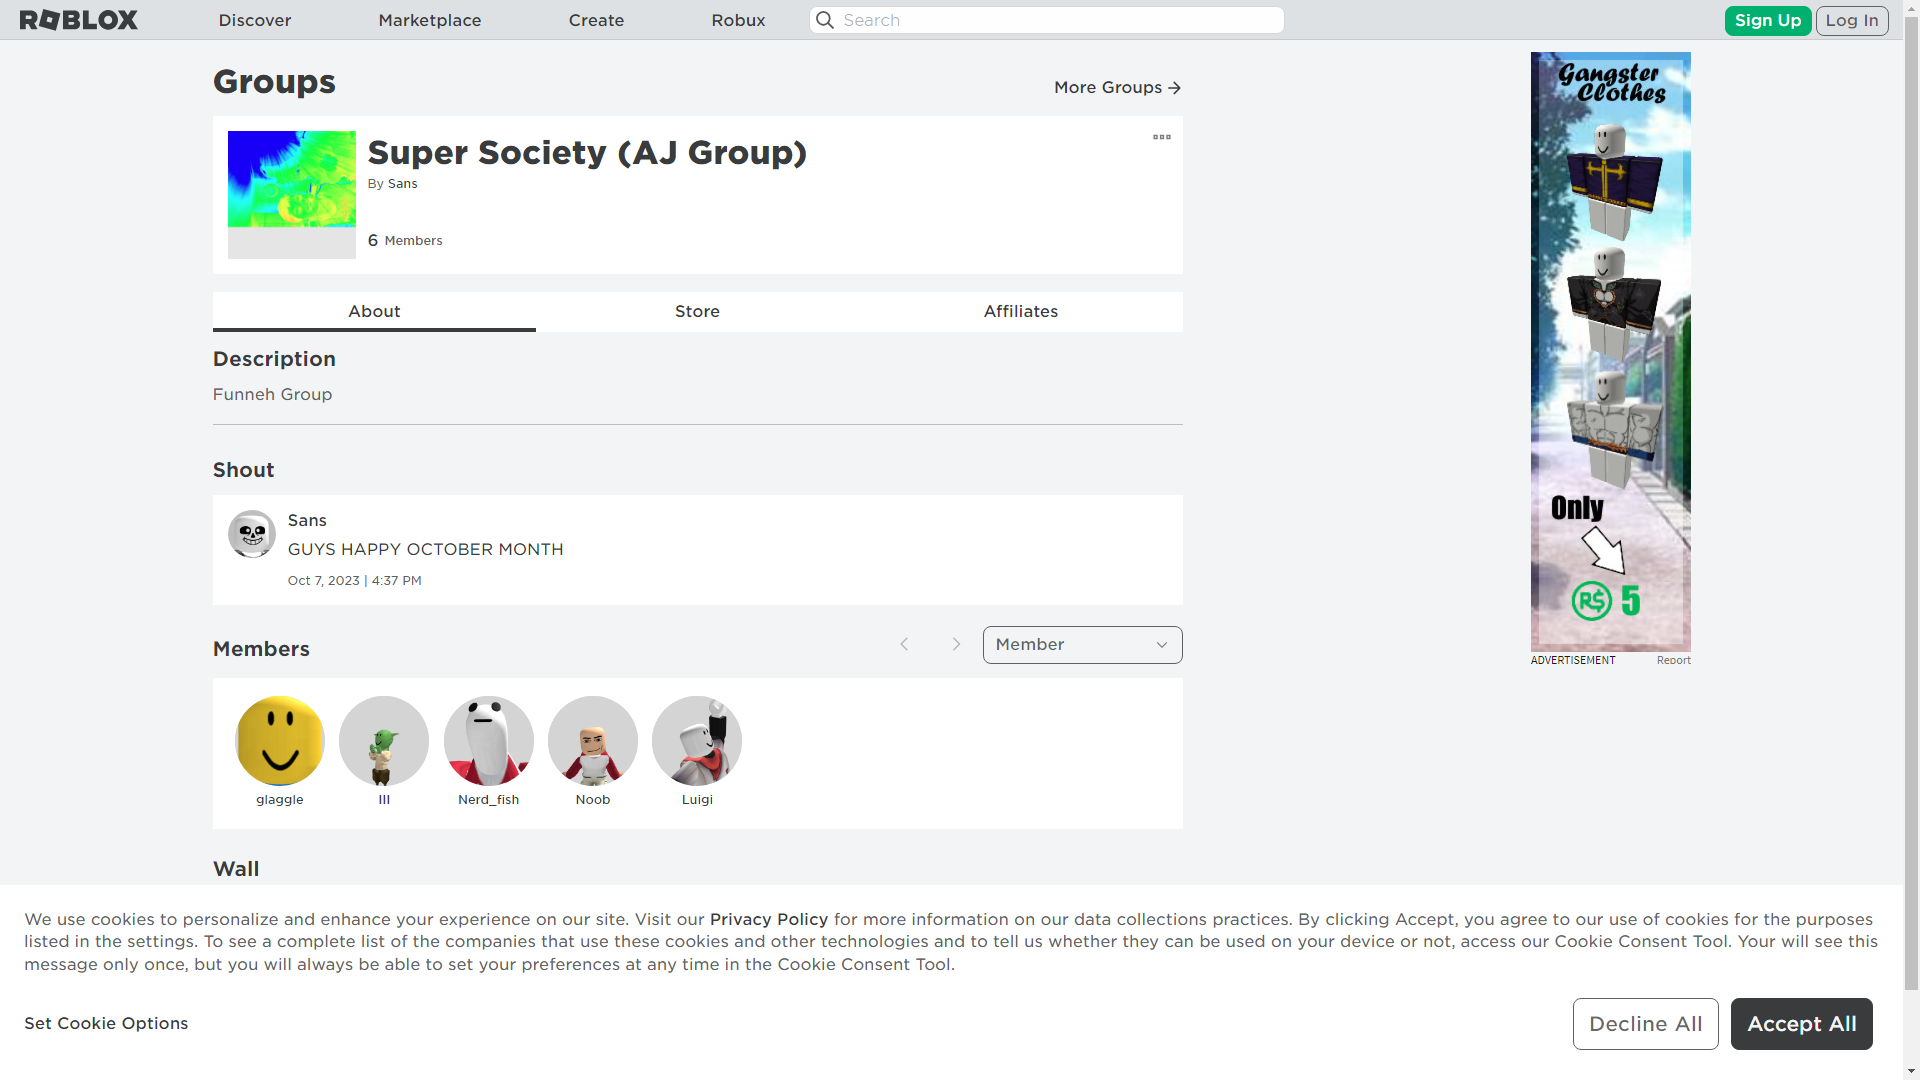 ROBLOX
Discover
Marketplace
Create
Robux
Search
Sign Up
Log In
Groups
More Groups
Super Society (AJ Group)
By Sans
6 Members
About
Store
Affiliates
Description
Funneh Group
Shout
Sans
GUYS HAPPY OCTOBER MONTH
Oct 7, 2023 | 4:37 PM
Members
Member
glaggle
III
Nerd_fish
Noob
Luigi
Wall
Gangster
Clothes
Only
R$ 5
ADVERTISEMENT
Report
We use cookies to personalize and enhance your experience on our site. Visit our Privacy Policy for more information on our data collections practices. By clicking Accept, you agree to our use of cookies for the purposes
listed in the settings. To see a complete list of the companies that use these cookies and other technologies and to tell us whether they can be used on your device or not, access our Cookie Consent Tool. Your will see this
message only once, but you will always be able to set your preferences at any time in the Cookie Consent Tool.
Set Cookie Options
Decline All
Accept All